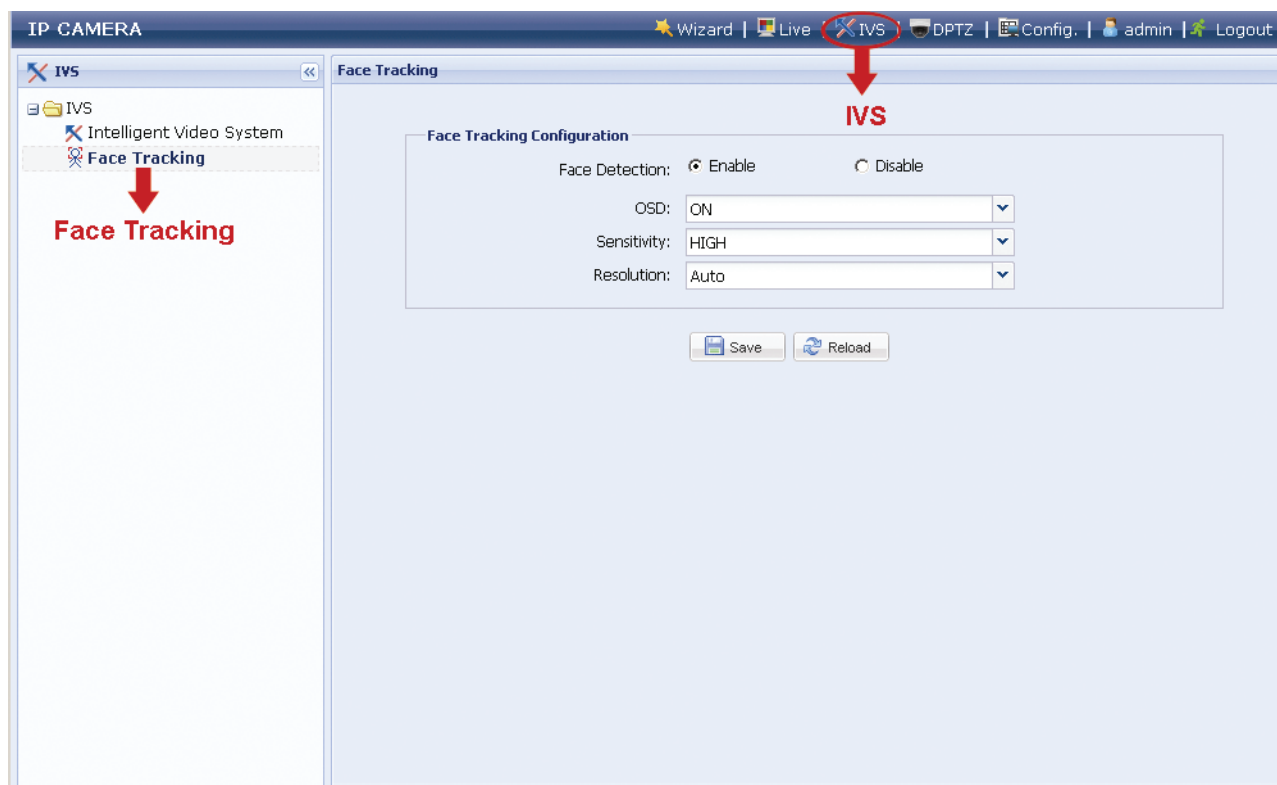 IP CAMERA Wizard | Live | IVS | DPTZ | Config. | admin | Logout
IVS
Face Tracking
IVS
IVS
Intelligent Video System
Face Tracking
Face Tracking
Face Tracking Configuration
Face Detection: Enable Disable
OSD: ON
Sensitivity: HIGH
Resolution: Auto
Save Reload